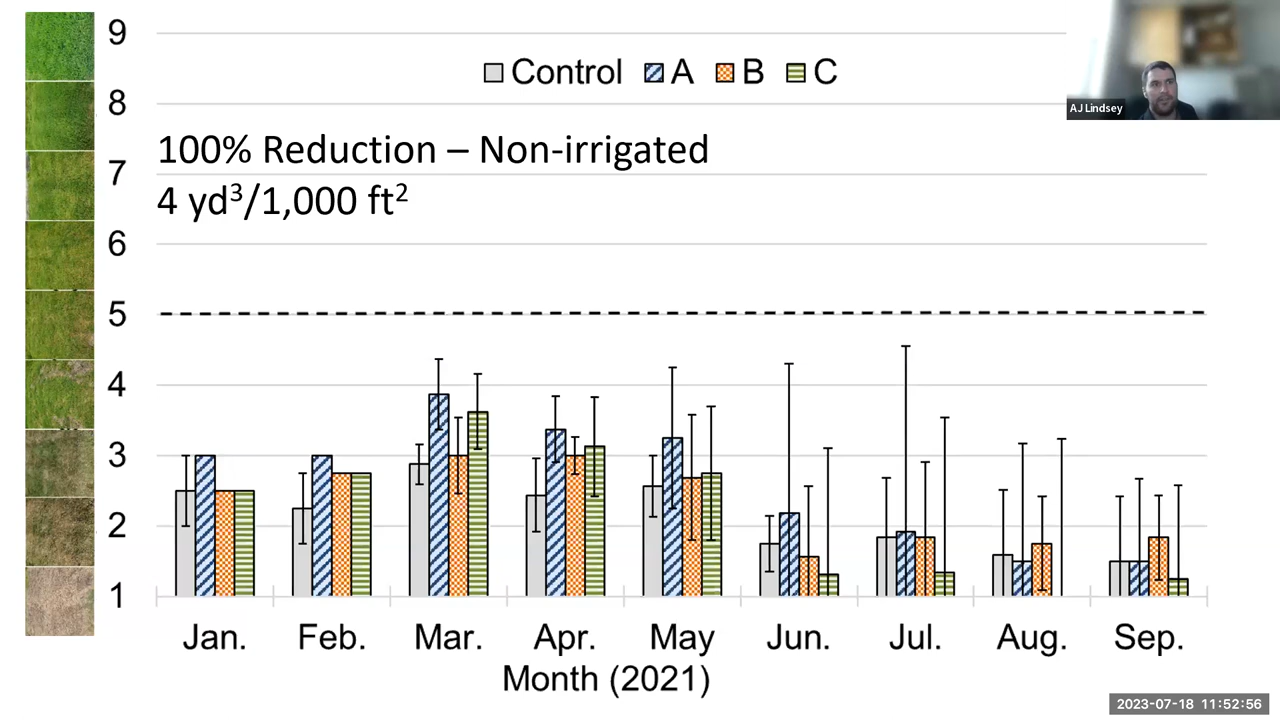 9
Control A B C
AJ Lindsey
8
100% Reduction – Non-irrigated
7
4 yd³/1,000 ft²
6
5
4
3
2
1
Jan. Feb. Mar. Apr. May Jun. Jul. Aug. Sep.
Month (2021)
2023-07-18 11:52:56